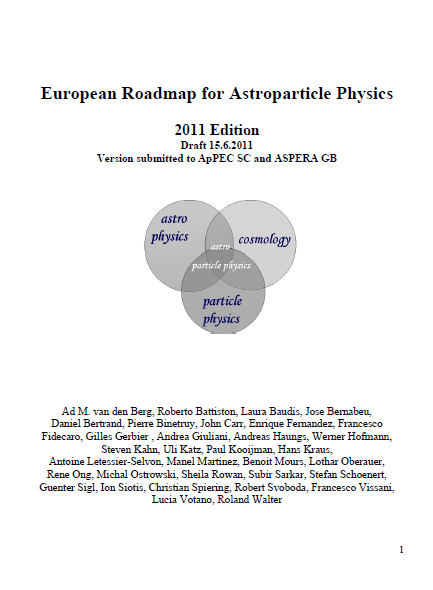 European Roadmap for Astroparticle Physics
2011 Edition
Draft 15.6.2011
Version submitted to ApPEC SC and ASPERA GB
astro
physics
cosmology
astro
particle physics
particle
physics
Ad M. van den Berg, Roberto Battiston, Laura Baudis, Jose Bernabeu,
Daniel Bertrand, Pierre Binetruy, John Carr, Enrique Fernandez, Francesco
Fidecaro, Gilles Gerbier , Andrea Giuliani, Andreas Haungs, Werner Hofmann,
Steven Kahn, Uli Katz, Paul Kooijman, Hans Kraus,
Antoine Letessier-Selvon, Manel Martinez, Benoit Mours, Lothar Oberauer,
Rene Ong, Michal Ostrowski, Sheila Rowan, Subir Sarkar, Stefan Schoenert,
Guenter Sigl, Ion Siotis, Christian Spiering, Robert Svoboda, Francesco Vissani,
Lucia Votano, Roland Walter
1